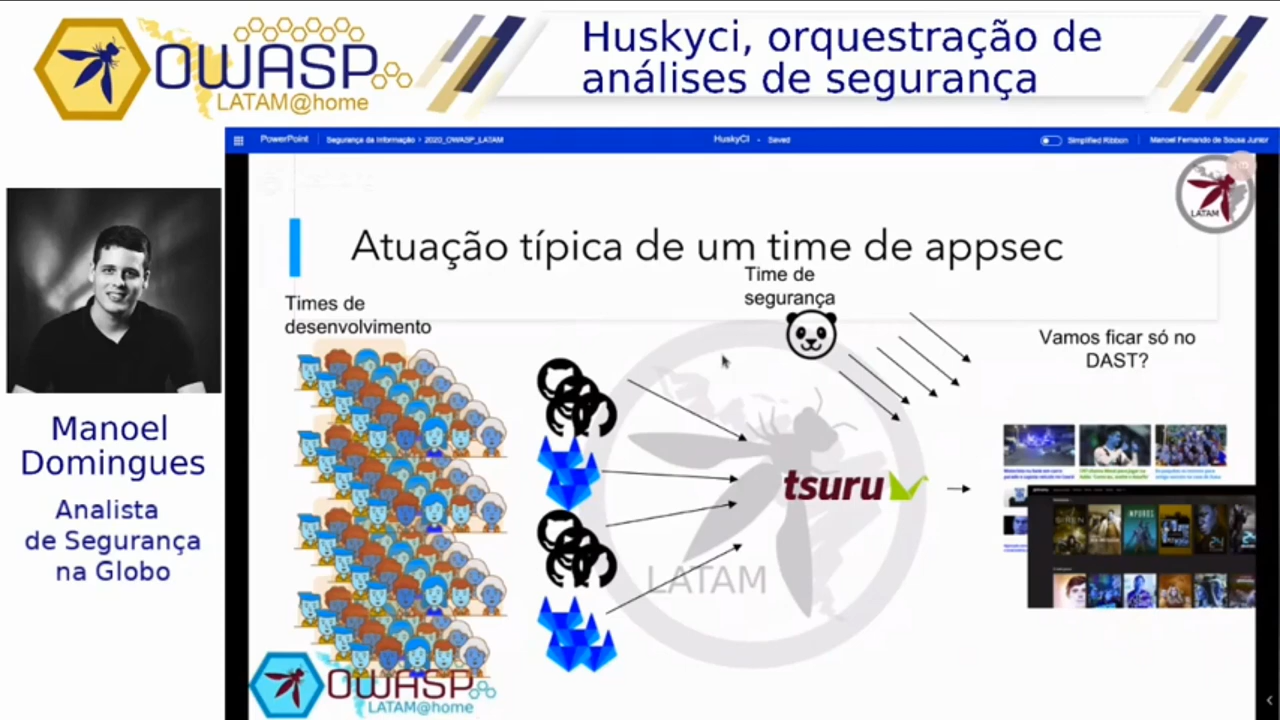 OWASP
LATAM@home
Huskyci, orquestração de
análises de segurança
PowerPoint
Segurança da Informação > 2020_OWASP_LATAM
HuskyCI - Saved
Simplified Ribbon
Manoel Fernando de Sousa Junior
LATAM
Atuação típica de um time de appsec
Time de
segurança
Times de
desenvolvimento
Vamos ficar só no
DAST?
tsuru
LATAM
Manoel
Domingues
Analista
de Segurança
na Globo
OWASP
LATAM@home